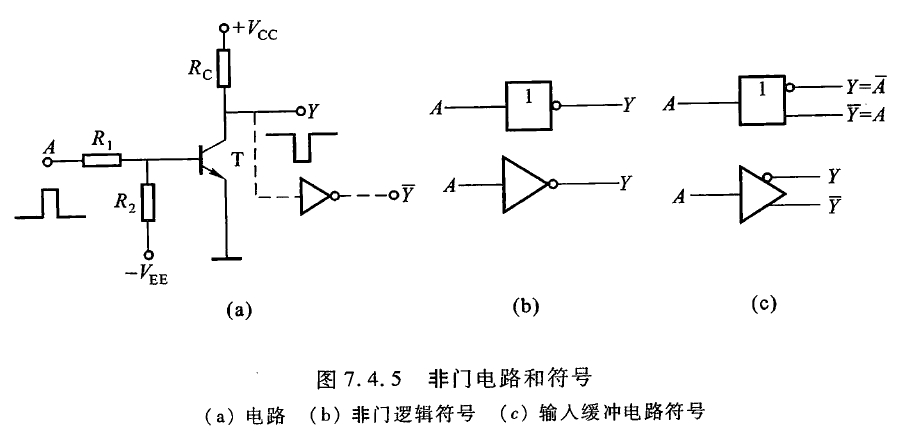 +V_CC
R_C
Y
A
R_1
T
R_2
Y̅
−V_EE
(a)
A
1
Y
A
Y
(b)
A
1
Y=A̅
Y̅=A
A
Y
Y̅
(c)
图 7.4.5 非门电路和符号
(a) 电路 (b) 非门逻辑符号 (c) 输入缓冲电路符号